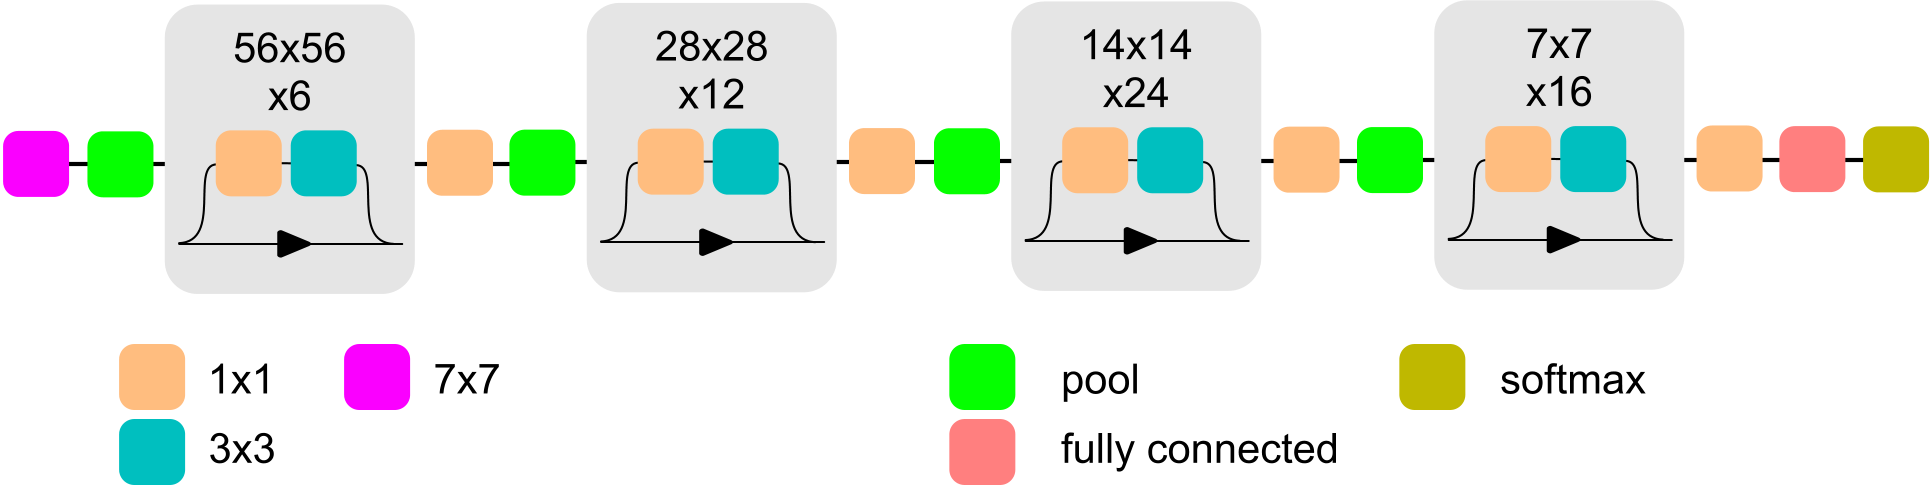 56x56
x6
28x28
x12
14x14
x24
7x7
x16
1x1
7x7
pool
softmax
3x3
fully connected